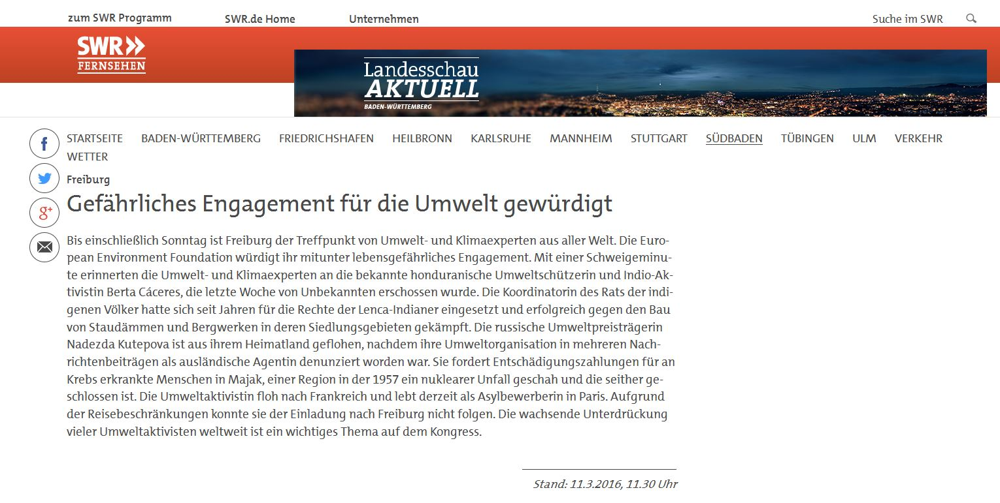 zum SWR Programm SWR.de Home Unternehmen Suche im SWR
SWR
FERNSEHEN
Landesschau
AKTUELL
BADEN-WÜRTTEMBERG
STARTSEITE BADEN-WÜRTTEMBERG FRIEDRICHSHAFEN HEILBRONN KARLSRUHE MANNHEIM STUTTGART SÜDBADEN TÜBINGEN ULM VERKEHR
WETTER
Freiburg
Gefährliches Engagement für die Umwelt gewürdigt
Bis einschließlich Sonntag ist Freiburg der Treffpunkt von Umwelt- und Klimaexperten aus aller Welt. Die Euro-
pean Environment Foundation würdigt ihr mitunter lebensgefährliches Engagement. Mit einer Schweigeminu-
te erinnerten die Umwelt- und Klimaexperten an die bekannte honduranische Umweltschützerin und Indio-Ak-
tivistin Berta Cáceres, die letzte Woche von Unbekannten erschossen wurde. Die Koordinatorin des Rats der indi-
genen Völker hatte sich seit Jahren für die Rechte der Lenca-Indianer eingesetzt und erfolgreich gegen den Bau
von Staudämmen und Bergwerken in deren Siedlungsgebieten gekämpft. Die russische Umweltpreisträgerin
Nadezda Kutepova ist aus ihrem Heimatland geflohen, nachdem ihre Umweltorganisation in mehreren Nach-
richtenbeiträgen als ausländische Agentin denunziert worden war. Sie fordert Entschädigungszahlungen für an
Krebs erkrankte Menschen in Majak, einer Region in der 1957 ein nuklearer Unfall geschah und die seither ge-
schlossen ist. Die Umweltaktivistin floh nach Frankreich und lebt derzeit als Asylbewerberin in Paris. Aufgrund
der Reisebeschränkungen konnte sie der Einladung nach Freiburg nicht folgen. Die wachsende Unterdrückung
vieler Umweltaktivisten weltweit ist ein wichtiges Thema auf dem Kongress.
Stand: 11.3.2016, 11.30 Uhr